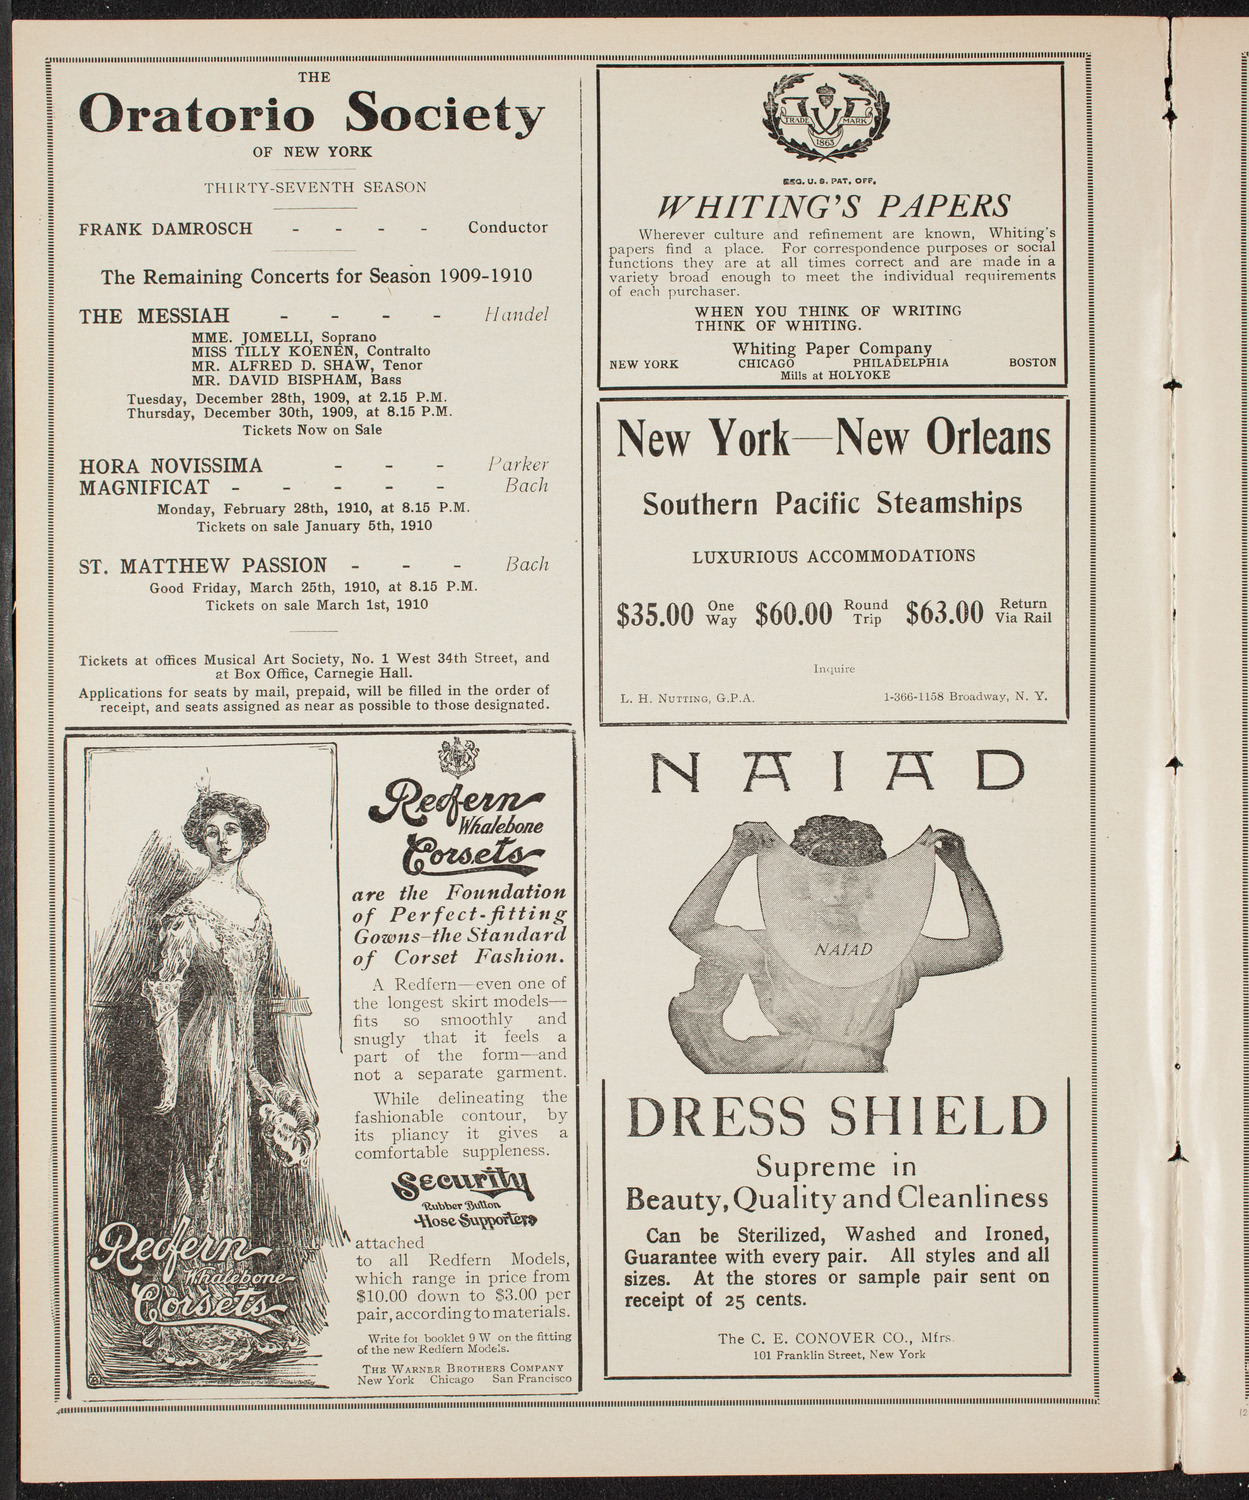 THE
Oratorio Society
OF NEW YORK
THIRTY-SEVENTH SEASON
FRANK DAMROSCH - - - - Conductor
The Remaining Concerts for Season 1909-1910
THE MESSIAH - - - - Handel
MME. JOMELLI, Soprano
MISS TILLY KOENEN, Contralto
MR. ALFRED D. SHAW, Tenor
MR. DAVID BISPHAM, Bass
Tuesday, December 28th, 1909, at 2.15 P.M.
Thursday, December 30th, 1909, at 8.15 P.M.
Tickets Now on Sale
HORA NOVISSIMA - - - Parker
MAGNIFICAT - - - - - Bach
Monday, February 28th, 1910, at 8.15 P.M.
Tickets on sale January 5th, 1910
ST. MATTHEW PASSION - - - Bach
Good Friday, March 25th, 1910, at 8.15 P.M.
Tickets on sale March 1st, 1910
Tickets at offices Musical Art Society, No. 1 West 34th Street, and
at Box Office, Carnegie Hall.
Applications for seats by mail, prepaid, will be filled in the order of
receipt, and seats assigned as near as possible to those designated.
Redfern
Whalebone
Corsets
are the Foundation
of Perfect-fitting
Gowns—the Standard
of Corset Fashion.
A Redfern—even one of
the longest skirt models—
fits so smoothly and
snugly that it feels a
part of the form—and
not a separate garment.
While delineating the
fashionable contour, by
its pliancy it gives a
comfortable suppleness.
Security
Rubber Button
Hose Supporters
attached
to all Redfern Models,
which range in price from
$10.00 down to $3.00 per
pair, according to materials.
Write for booklet 9 W on the fitting
of the new Redfern Models.
THE WARNER BROTHERS COMPANY
New York Chicago San Francisco
Redfern
Whalebone
Corsets
TRADE MARK
1865
REG. U. S. PAT. OFF.
WHITING'S PAPERS
Wherever culture and refinement are known, Whiting's
papers find a place. For correspondence purposes or social
functions they are at all times correct and are made in a
variety broad enough to meet the individual requirements
of each purchaser.
WHEN YOU THINK OF WRITING
THINK OF WHITING.
Whiting Paper Company
NEW YORK CHICAGO PHILADELPHIA BOSTON
Mills at HOLYOKE
New York—New Orleans
Southern Pacific Steamships
LUXURIOUS ACCOMMODATIONS
$35.00 One Way $60.00 Round Trip $63.00 Return Via Rail
Inquire
L. H. NUTTING, G.P.A. 1-366-1158 Broadway, N. Y.
NAIAD
NAIAD
DRESS SHIELD
Supreme in
Beauty, Quality and Cleanliness
Can be Sterilized, Washed and Ironed,
Guarantee with every pair. All styles and all
sizes. At the stores or sample pair sent on
receipt of 25 cents.
The C. E. CONOVER CO., Mfrs.
101 Franklin Street, New York